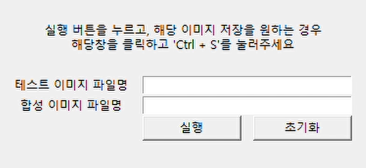 실행 버튼을 누르고, 해당 이미지 저장을 원하는 경우
해당창을 클릭하고 'Ctrl + S'를 눌러주세요
테스트 이미지 파일명
합성 이미지 파일명
실행 초기화